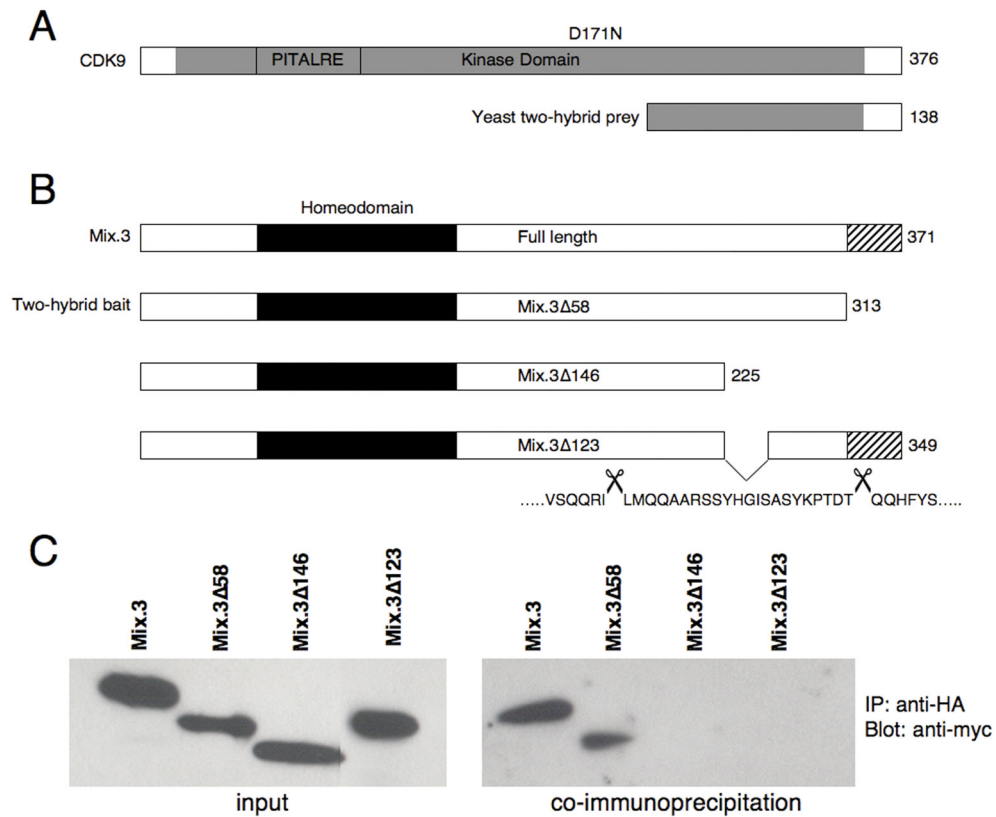 A
D171N
CDK9 PITALRE Kinase Domain 376
Yeast two-hybrid prey 138
B
Homeodomain
Mix.3 Full length 371
Two-hybrid bait Mix.3Δ58 313
Mix.3Δ146 225
Mix.3Δ123 349
.....VSQQRI LMQQAARSSYHGISASYKPTDT QQHFYS.....
C
Mix.3 Mix.3Δ58 Mix.3Δ146 Mix.3Δ123 Mix.3 Mix.3Δ58 Mix.3Δ146 Mix.3Δ123
IP: anti-HA
Blot: anti-myc
input co-immunoprecipitation